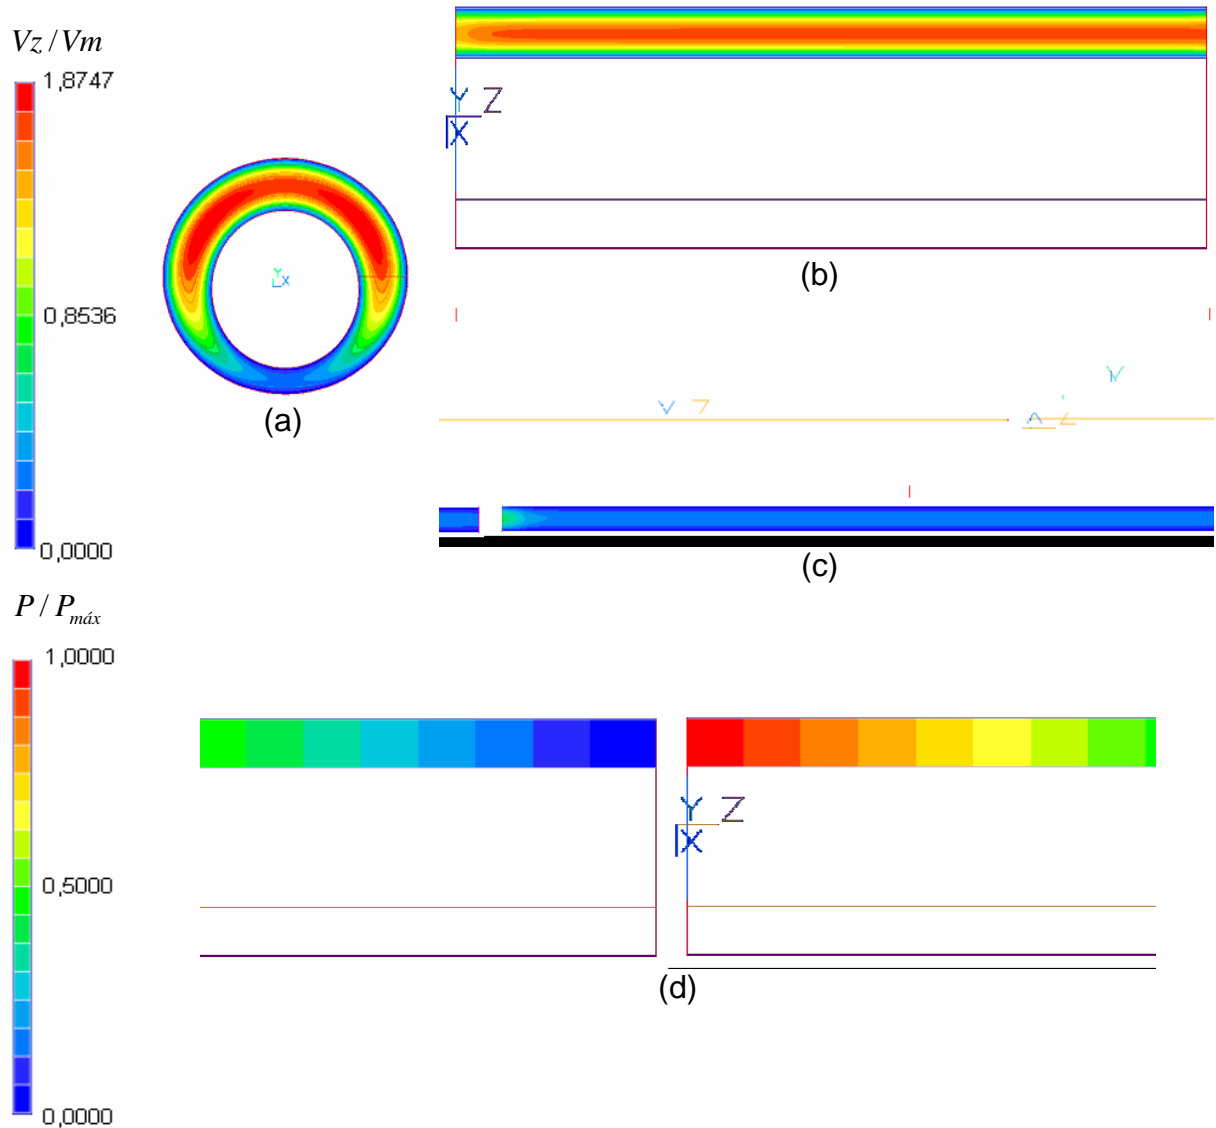 Vz / Vm
1,8747
0,8536
0,0000
Y
X
(a)
Y Z
X
(b)
Y
Z
(c)
P / Pmáx
1,0000
0,5000
0,0000
Y Z
X
(d)